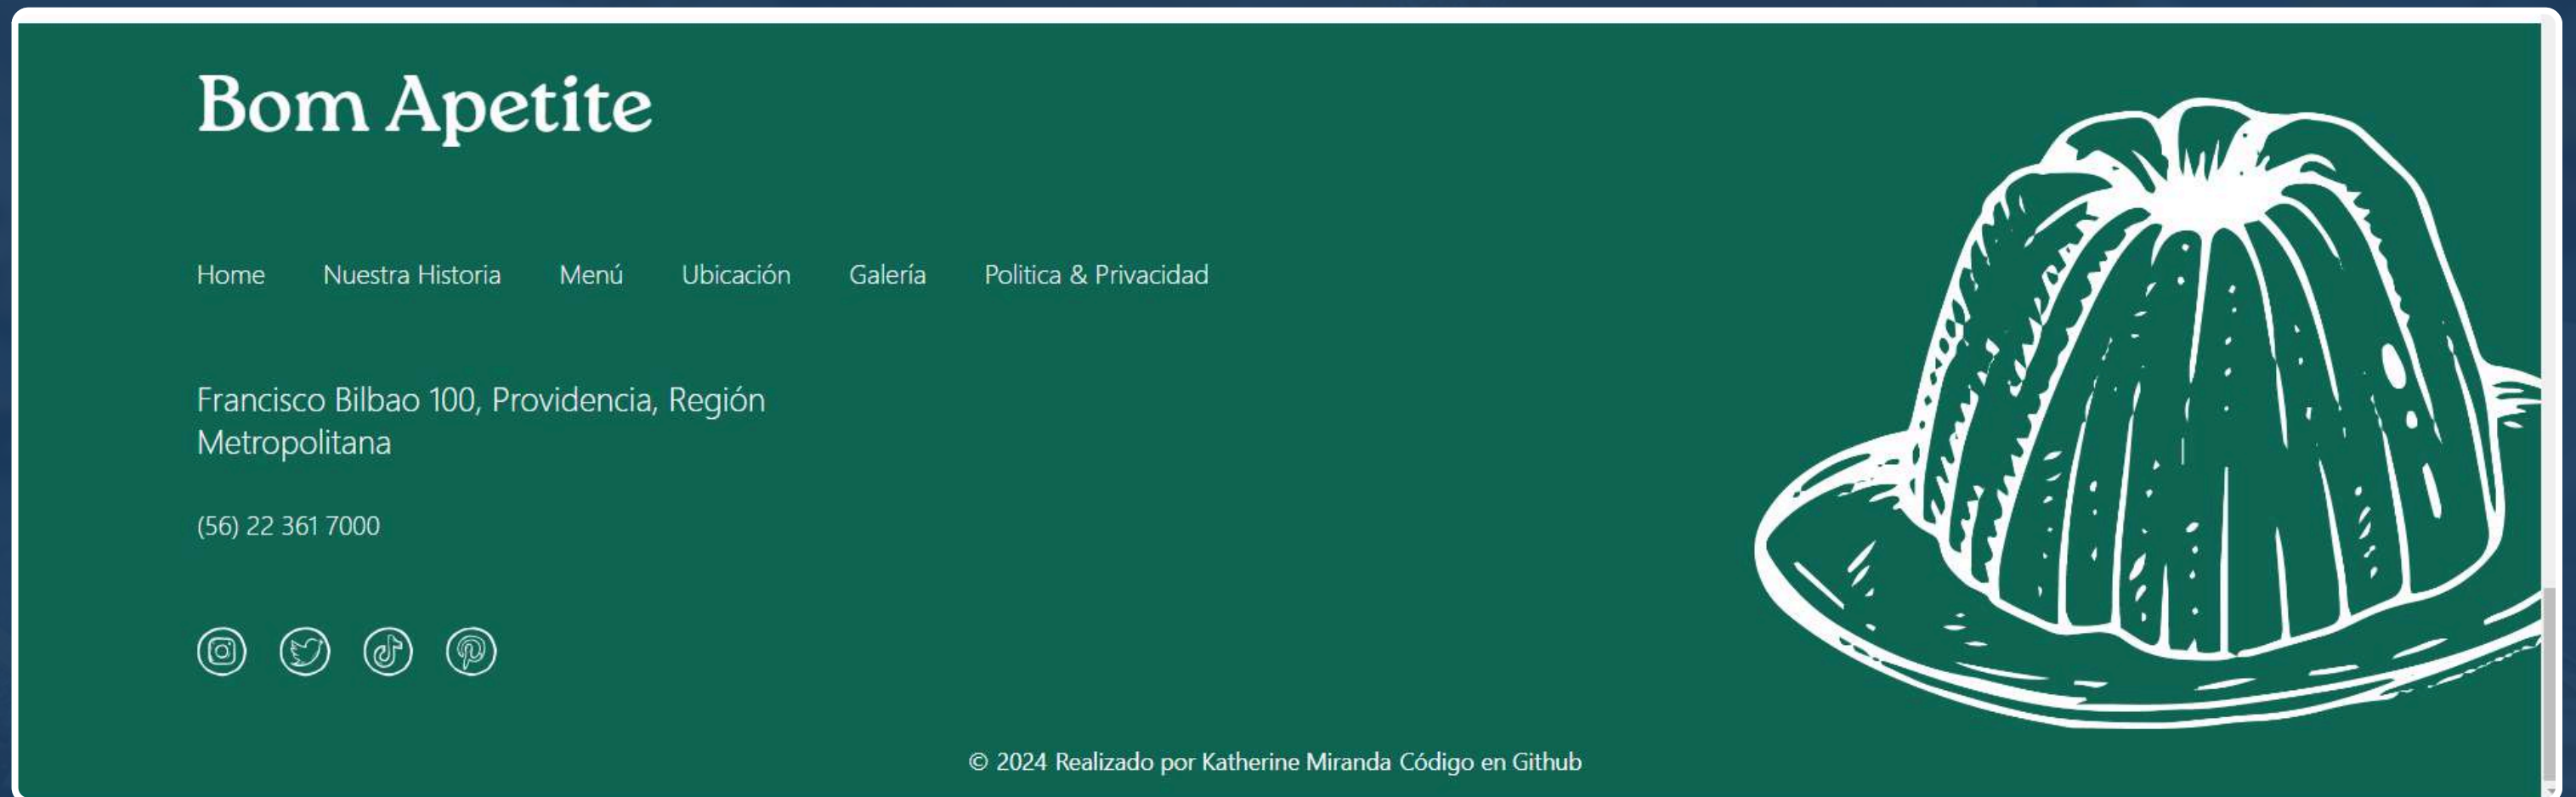 Bom Apetite
Home Nuestra Historia Menú Ubicación Galería Politica & Privacidad
Francisco Bilbao 100, Providencia, Región
Metropolitana
(56) 22 361 7000
© 2024 Realizado por Katherine Miranda Código en Github